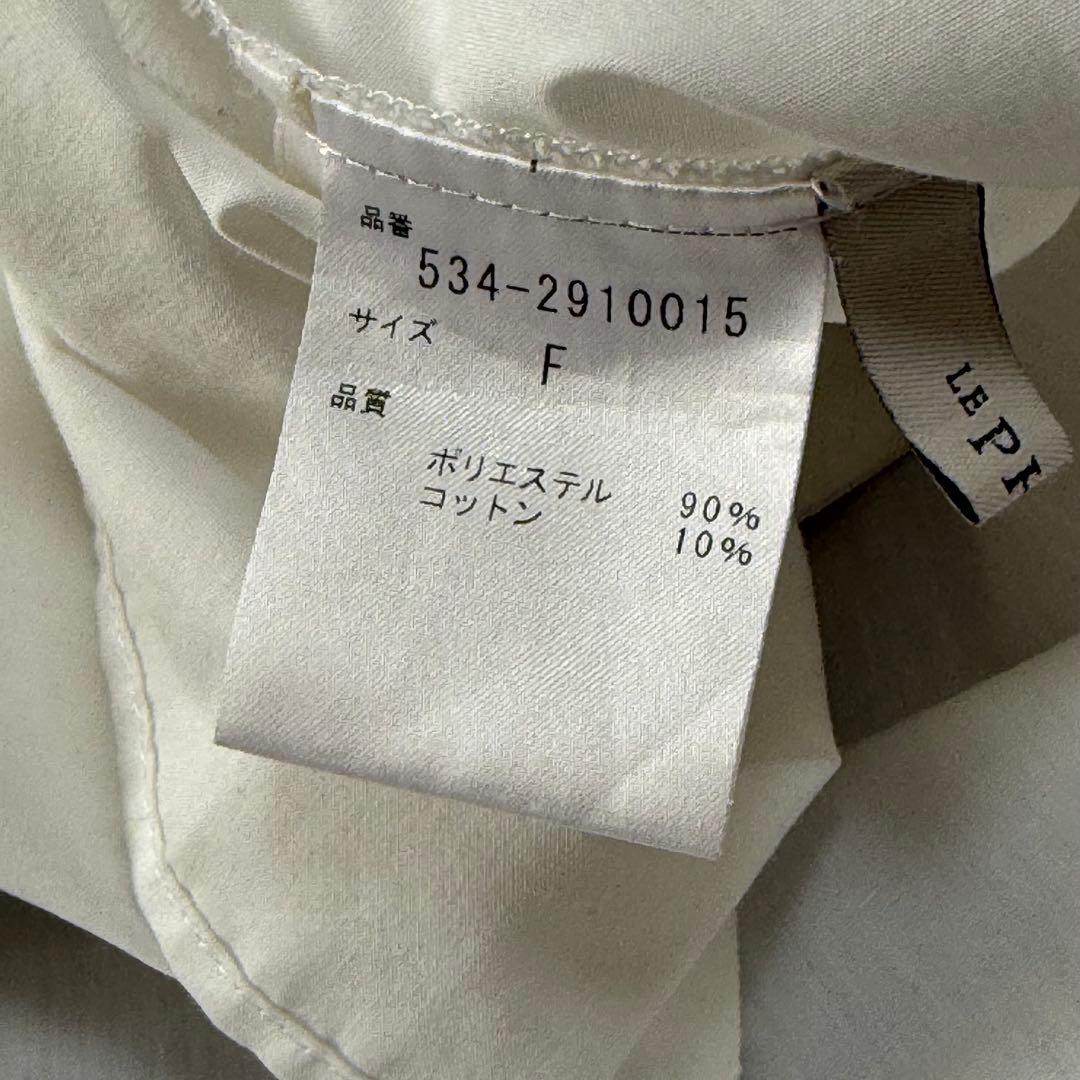 品番
534-2910015
サイズ
F
品質
ポリエステル 90%
コットン 10%
LE PH